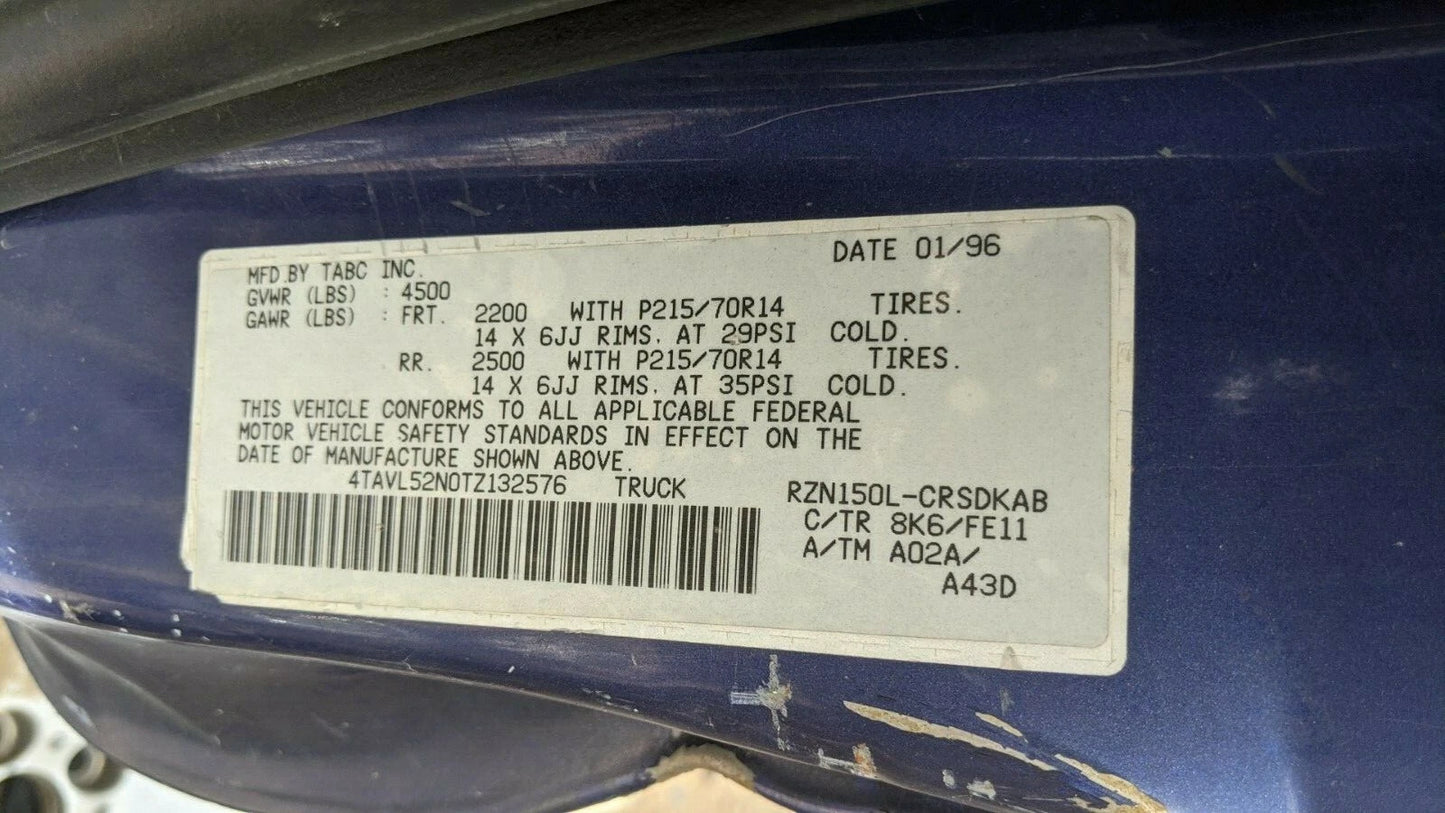 DATE 01/96
MFD.BY TABC INC.
GVWR (LBS) : 4500
GAWR (LBS) : FRT. 2200 WITH P215/70R14 TIRES.
14 X 6JJ RIMS. AT 29PSI COLD.
RR. 2500 WITH P215/70R14 TIRES.
14 X 6JJ RIMS. AT 35PSI COLD.
THIS VEHICLE CONFORMS TO ALL APPLICABLE FEDERAL
MOTOR VEHICLE SAFETY STANDARDS IN EFFECT ON THE
DATE OF MANUFACTURE SHOWN ABOVE.
4TAVL52N0TZ132576 TRUCK RZN150L-CRSDKAB
C/TR 8K6/FE11
A/TM A02A/
A43D